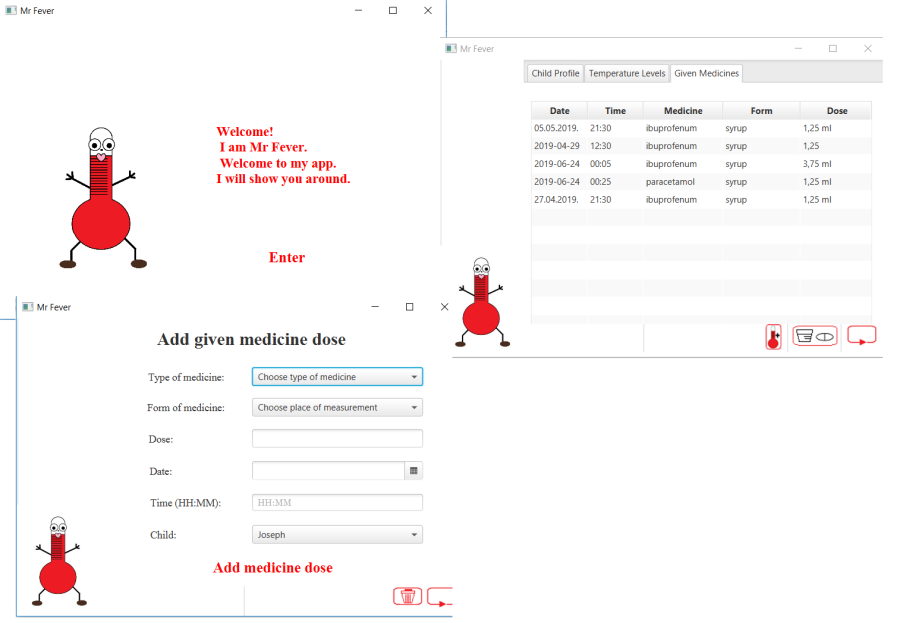 Mr Fever
Welcome!
I am Mr Fever.
Welcome to my app.
I will show you around.
Enter
Mr Fever
Child Profile Temperature Levels Given Medicines
Date Time Medicine Form Dose
05.05.2019. 21:30 ibuprofenum syrup 1,25 ml
2019-04-29 12:30 ibuprofenum syrup 1,25
2019-06-24 00:05 ibuprofenum syrup 3,75 ml
2019-06-24 00:25 paracetamol syrup 1,25 ml
27.04.2019. 21:30 ibuprofenum syrup 1,25 ml
Mr Fever
Add given medicine dose
Type of medicine: Choose type of medicine
Form of medicine: Choose place of measurement
Dose:
Date:
Time (HH:MM): HH:MM
Child: Joseph
Add medicine dose